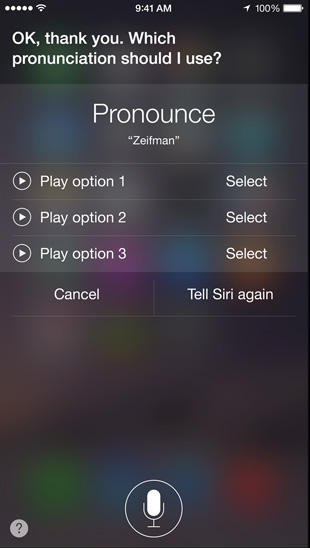 9:41 AM 100%
OK, thank you. Which
pronunciation should I use?
Pronounce
“Zeifman”
Play option 1 Select
Play option 2 Select
Play option 3 Select
Cancel Tell Siri again
?